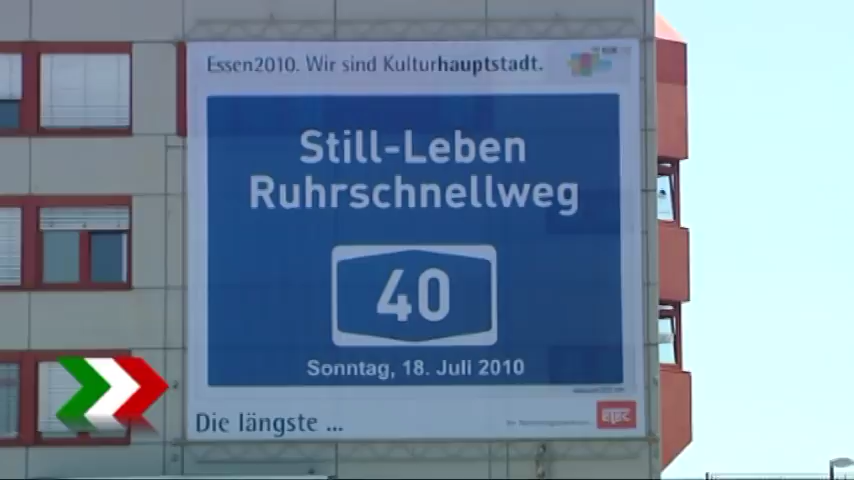 Essen2010. Wir sind Kulturhauptstadt.
Still-Leben
Ruhrschnellweg
40
Sonntag, 18. Juli 2010
Die längste ...